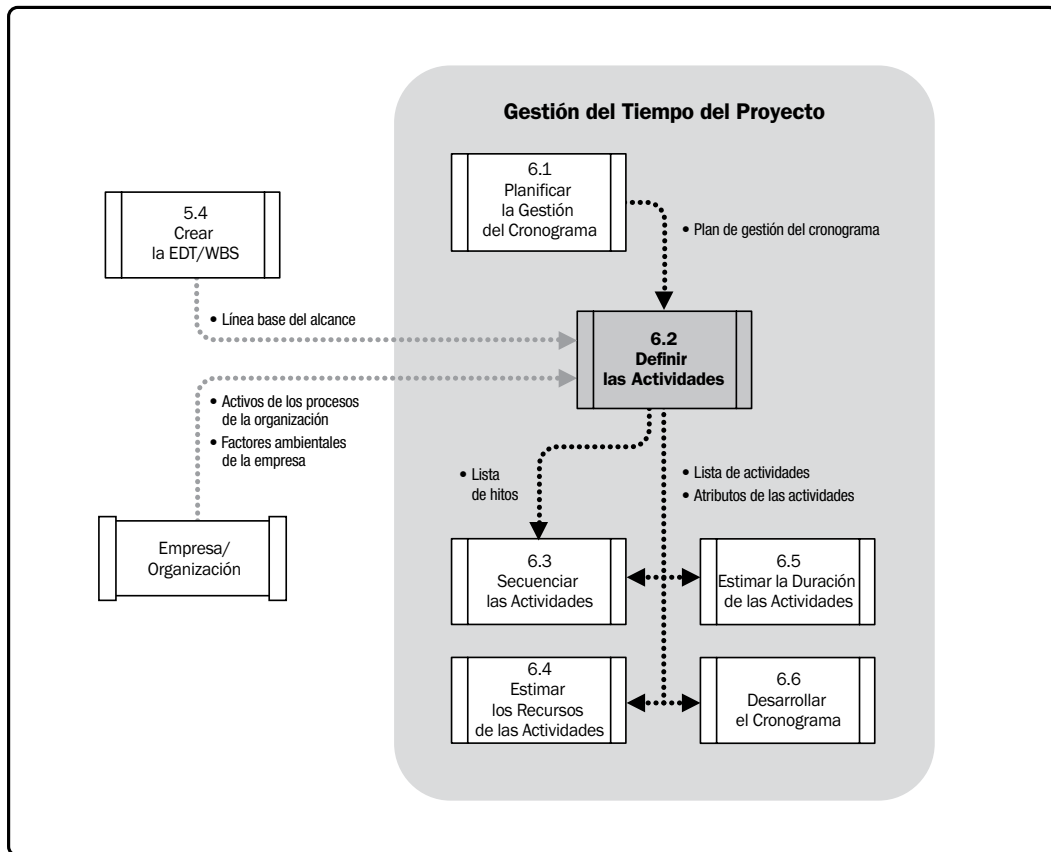 Gestión del Tiempo del Proyecto
6.1
Planificar
la Gestión
del Cronograma
5.4
Crear
la EDT/WBS
• Plan de gestión del cronograma
• Línea base del alcance
6.2
Definir
las Actividades
• Activos de los procesos
de la organización
• Factores ambientales
de la empresa
• Lista
de hitos
• Lista de actividades
• Atributos de las actividades
Empresa/
Organización
6.3
Secuenciar
las Actividades
6.5
Estimar la Duración
de las Actividades
6.4
Estimar
los Recursos
de las Actividades
6.6
Desarrollar
el Cronograma